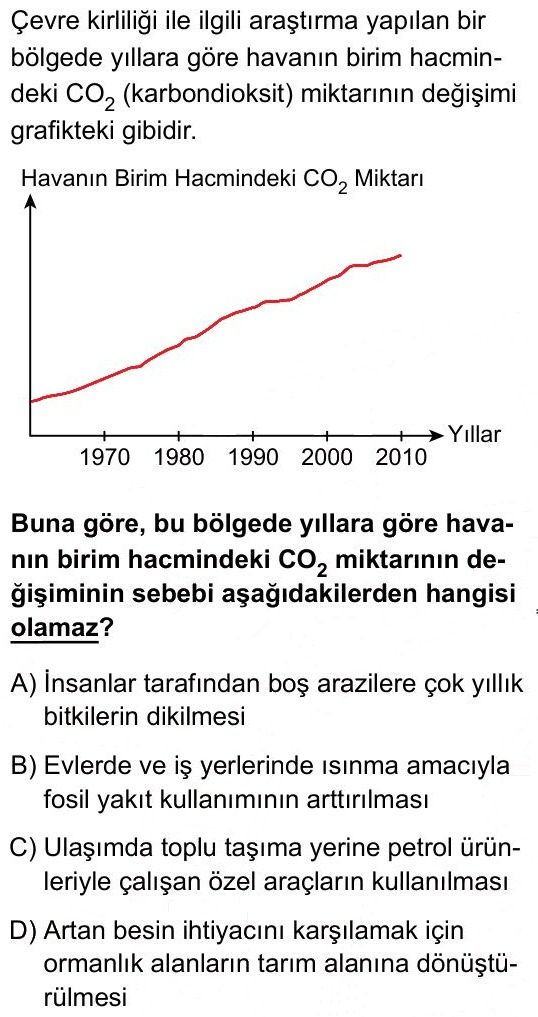 Çevre kirliliği ile ilgili araştırma yapılan bir
bölgede yıllara göre havanın birim hacmin-
deki CO₂ (karbondioksit) miktarının değişimi
grafikteki gibidir.
Havanın Birim Hacmindeki CO₂ Miktarı
Yıllar
1970 1980 1990 2000 2010
Buna göre, bu bölgede yıllara göre hava-
nın birim hacmindeki CO₂ miktarının de-
ğişiminin sebebi aşağıdakilerden hangisi
olamaz?
A) İnsanlar tarafından boş arazilere çok yıllık
bitkilerin dikilmesi
B) Evlerde ve iş yerlerinde ısınma amacıyla
fosil yakıt kullanımının arttırılması
C) Ulaşımda toplu taşıma yerine petrol ürün-
leriyle çalışan özel araçların kullanılması
D) Artan besin ihtiyacını karşılamak için
ormanlık alanların tarım alanına dönüştü-
rülmesi